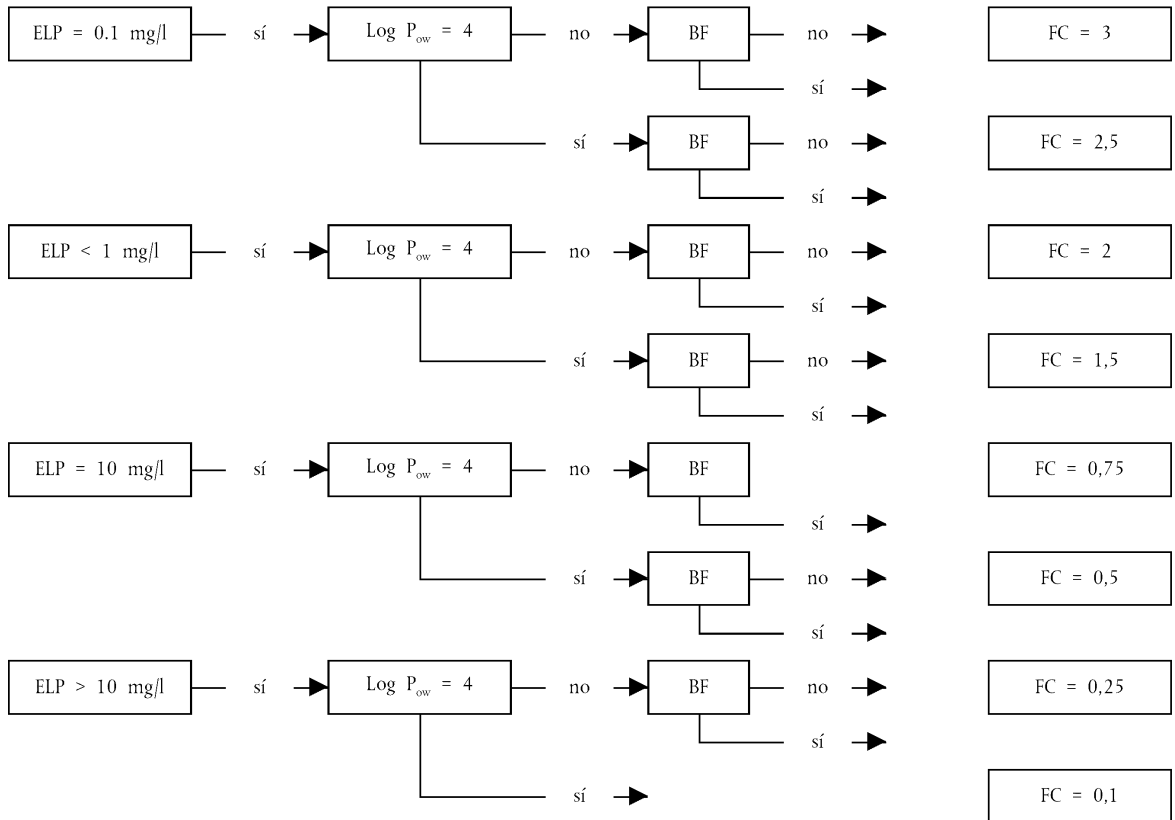 ELP = 0.1 mg/l sí Log Pow = 4 no BF no FC = 3
sí
sí BF no FC = 2,5
sí
ELP < 1 mg/l sí Log Pow = 4 no BF no FC = 2
sí
sí BF no FC = 1,5
sí
ELP = 10 mg/l sí Log Pow = 4 no BF FC = 0,75
sí
sí BF no FC = 0,5
sí
ELP > 10 mg/l sí Log Pow = 4 no BF no FC = 0,25
sí
sí FC = 0,1